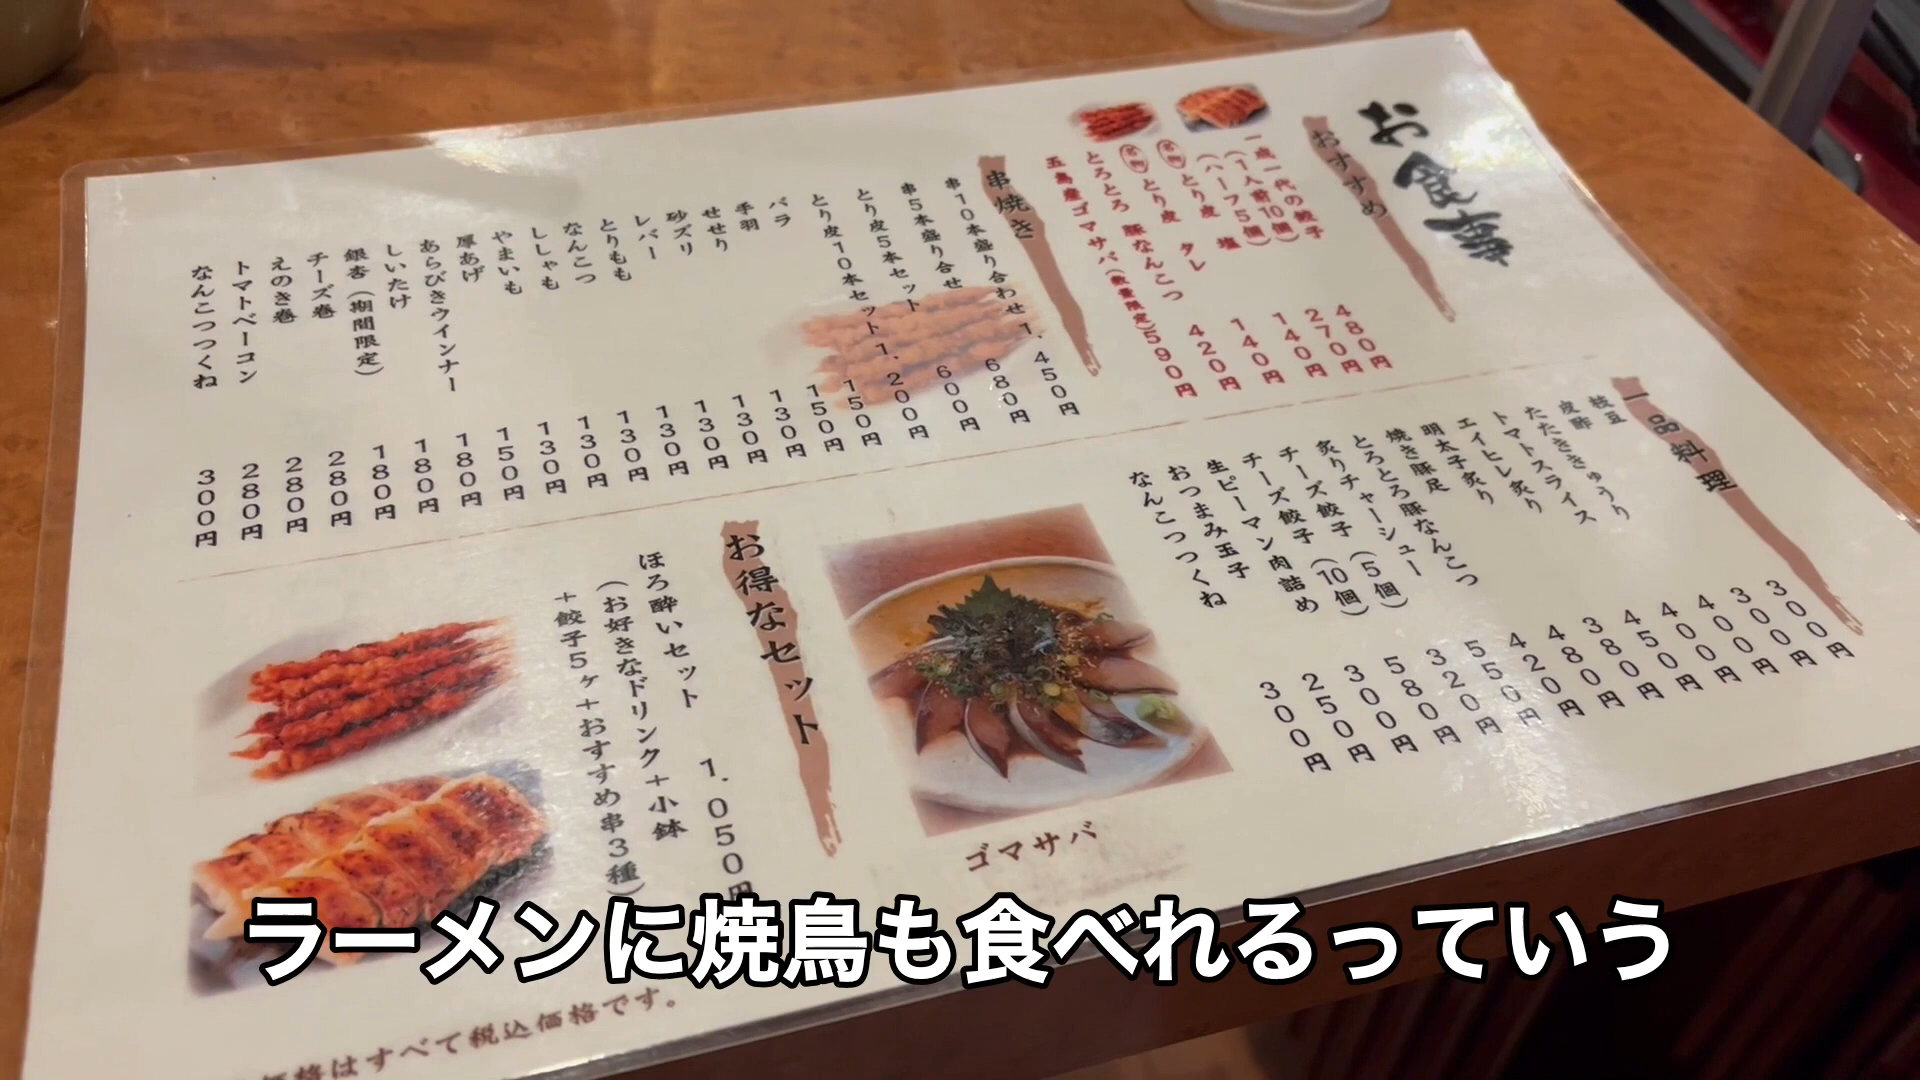 お食事
おすすめ
一成一代の餃子
(1人前10個) 480円
(ハーフ5個) 270円
名物 とり皮 塩 140円
名物 とり皮 タレ 140円
とろとろ 豚なんこつ 420円
五島産ゴマサバ(数量限定) 590円
串焼き
串10本盛り合わせ 1.450円
串5本盛り合せ 680円
とり皮5本セット 600円
とり皮10本セット 1.200円
バラ 150円
手羽 150円
せせり 130円
砂ズリ 130円
レバー 130円
とりもも 130円
なんこつ 130円
ししゃも 130円
やまいも 130円
厚あげ 150円
あらびきウインナー 180円
しいたけ 180円
銀杏(期間限定) 180円
チーズ巻 280円
えのき巻 280円
トマトベーコン 280円
なんこつつくね 300円
一品料理
枝豆 300円
皮酢 300円
たたききゅうり 400円
トマトスライス 400円
エイヒレ炙り 450円
明太子炙り 380円
焼き豚足 480円
とろとろ豚なんこつ 420円
炙りチャーシュー 550円
チーズ餃子(5個) 320円
チーズ餃子(10個) 580円
生ピーマン肉詰め 300円
おつまみ玉子 250円
なんこつつくね 300円
ゴマサバ
お得なセット
ほろ酔いセット 1.050円
(お好きなドリンク+小鉢
+餃子5ヶ+おすすめ串3種)
価格はすべて税込価格です。
ラーメンに焼鳥も食べれるっていう